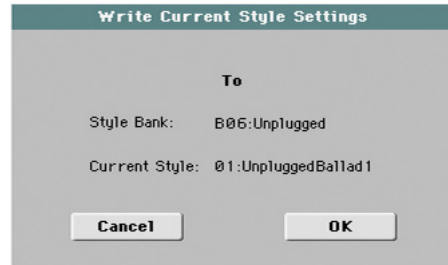 Write Current Style Settings
To
Style Bank: B06:Unplugged
Current Style: 01:UnpluggedBallad1
Cancel OK